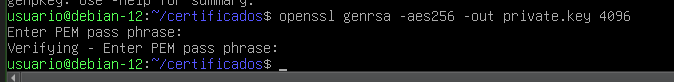 genpkey: Use -help for summary.
usuario@debian-12:~/certificados$ openssl genrsa -aes256 -out private.key 4096
Enter PEM pass phrase:
Verifying - Enter PEM pass phrase:
usuario@debian-12:~/certificados$ _